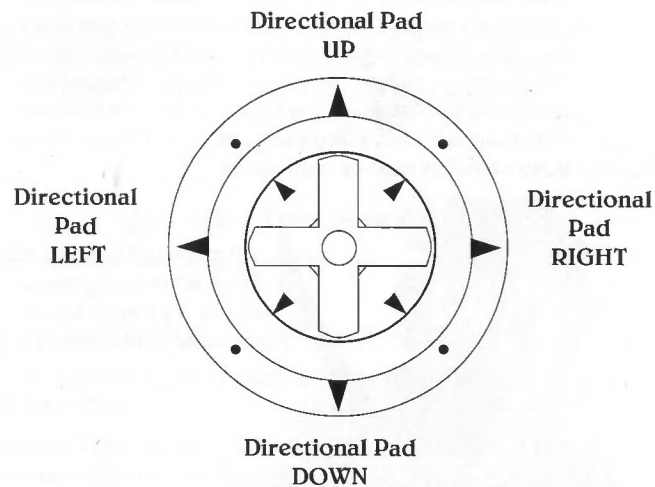 Directional Pad
UP
Directional
Pad
LEFT
Directional
Pad
RIGHT
Directional Pad
DOWN